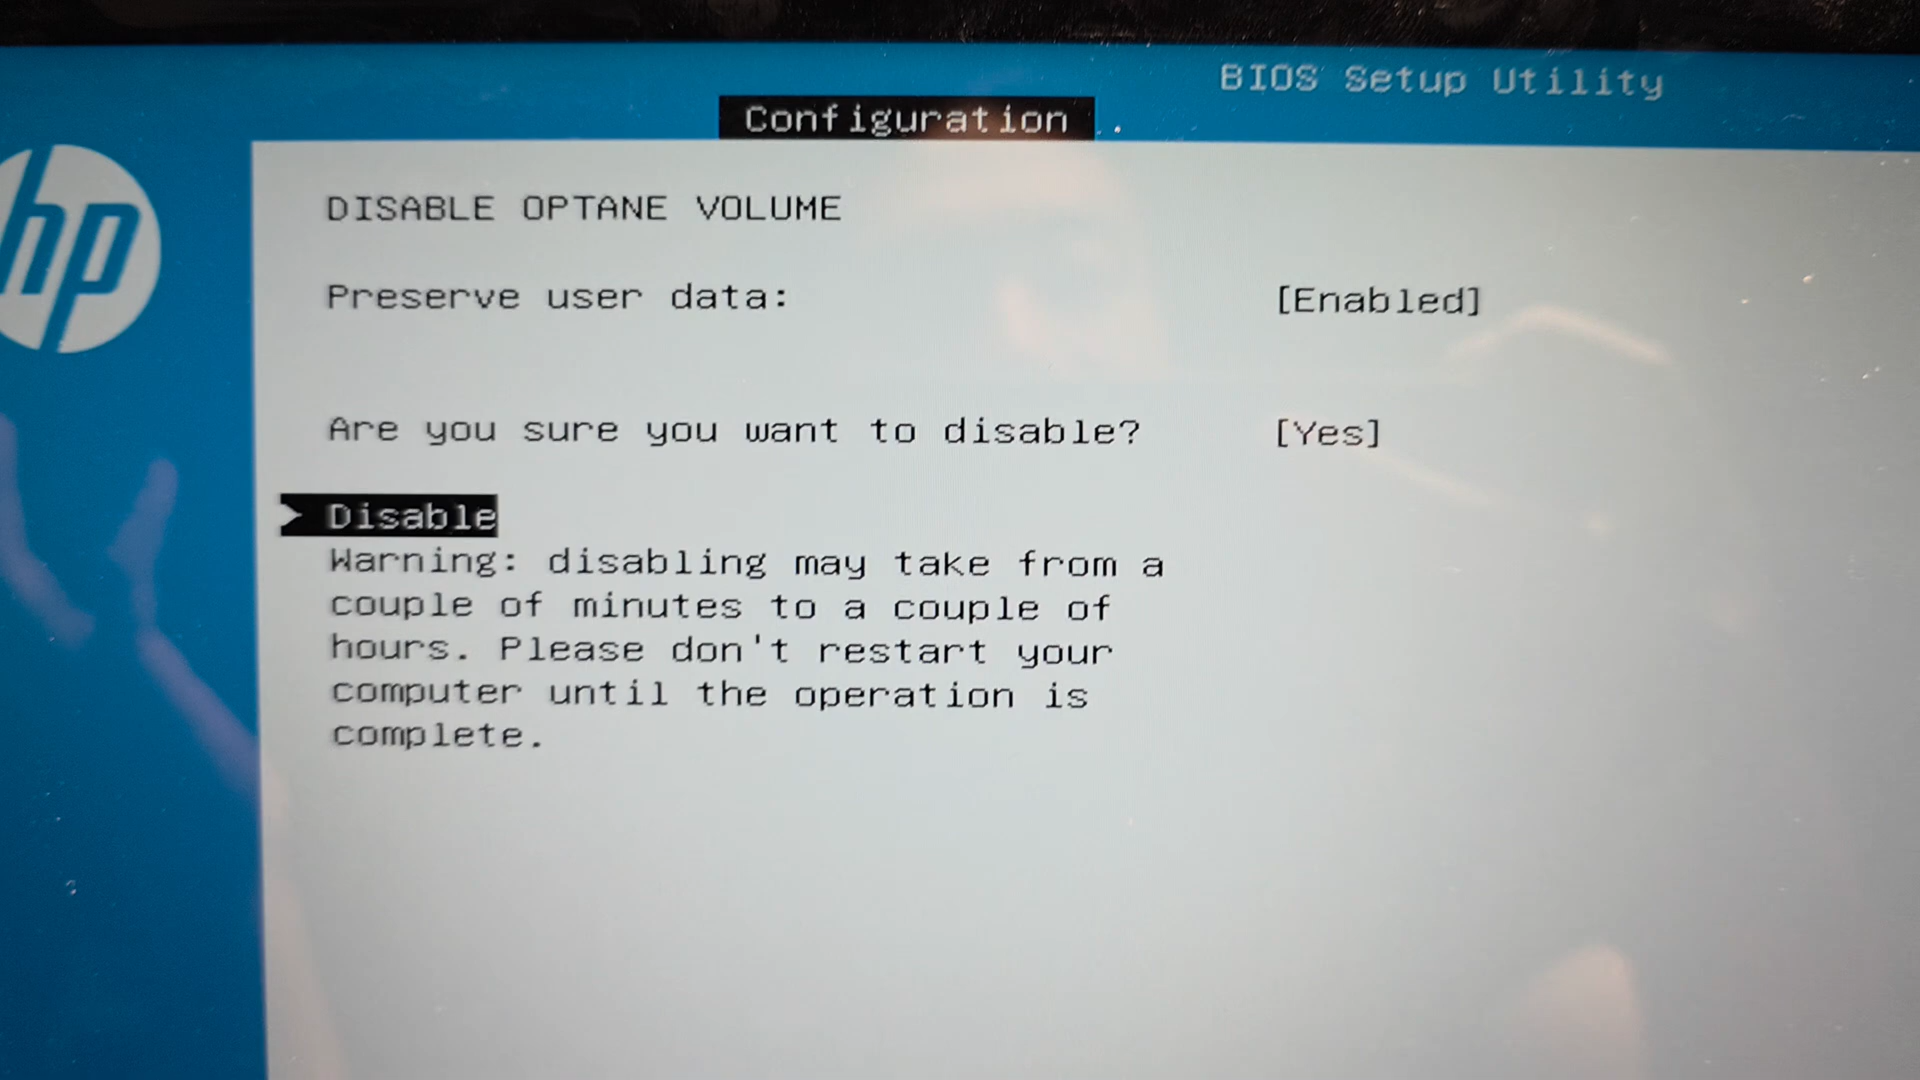 BIOS Setup Utility
Configuration
hp
DISABLE OPTANE VOLUME
Preserve user data: [Enabled]
Are you sure you want to disable? [Yes]
> Disable
Warning: disabling may take from a
couple of minutes to a couple of
hours. Please don't restart your
computer until the operation is
complete.